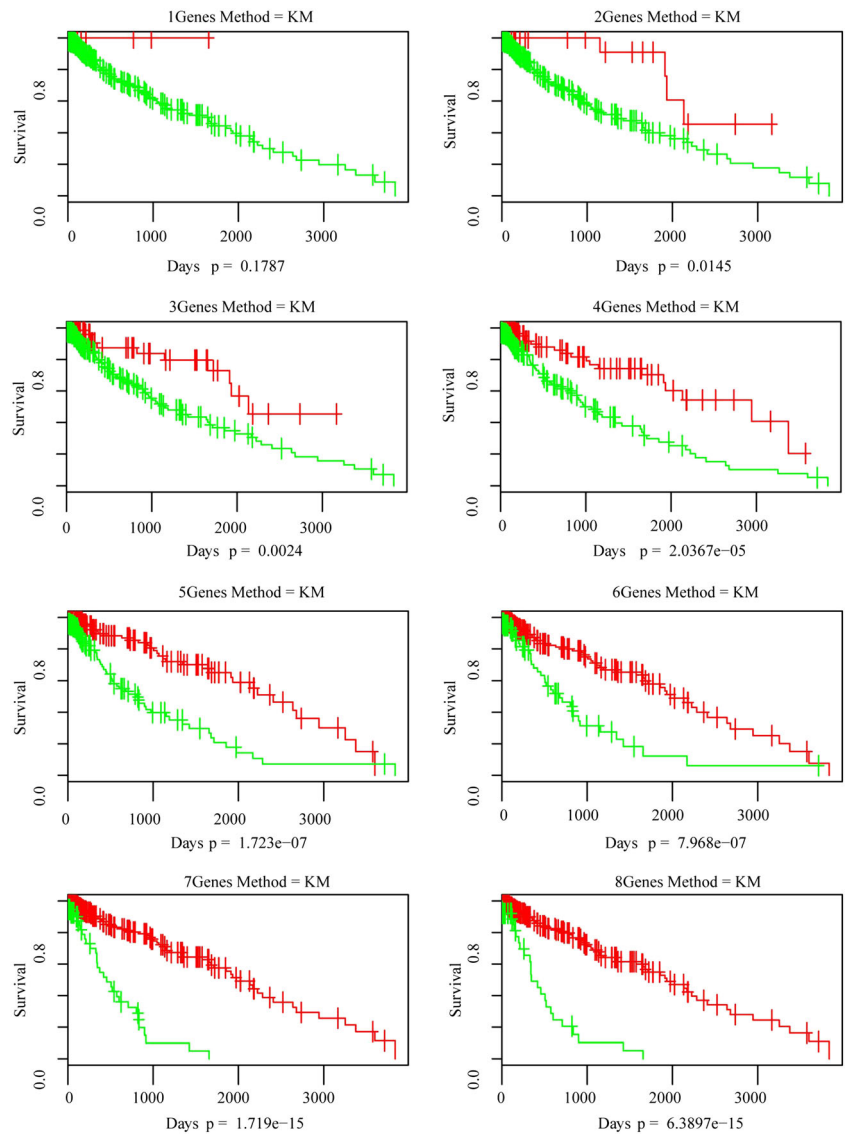 1Genes Method = KM
Survival
0.8
0.0
0 1000 2000 3000
Days p = 0.1787
2Genes Method = KM
Survival
0.8
0.0
0 1000 2000 3000
Days p = 0.0145
3Genes Method = KM
Survival
0.8
0.0
0 1000 2000 3000
Days p = 0.0024
4Genes Method = KM
Survival
0.8
0.0
0 1000 2000 3000
Days p = 2.0367e−05
5Genes Method = KM
Survival
0.8
0.0
0 1000 2000 3000
Days p = 1.723e−07
6Genes Method = KM
Survival
0.8
0.0
0 1000 2000 3000
Days p = 7.968e−07
7Genes Method = KM
Survival
0.8
0.0
0 1000 2000 3000
Days p = 1.719e−15
8Genes Method = KM
Survival
0.8
0.0
0 1000 2000 3000
Days p = 6.3897e−15